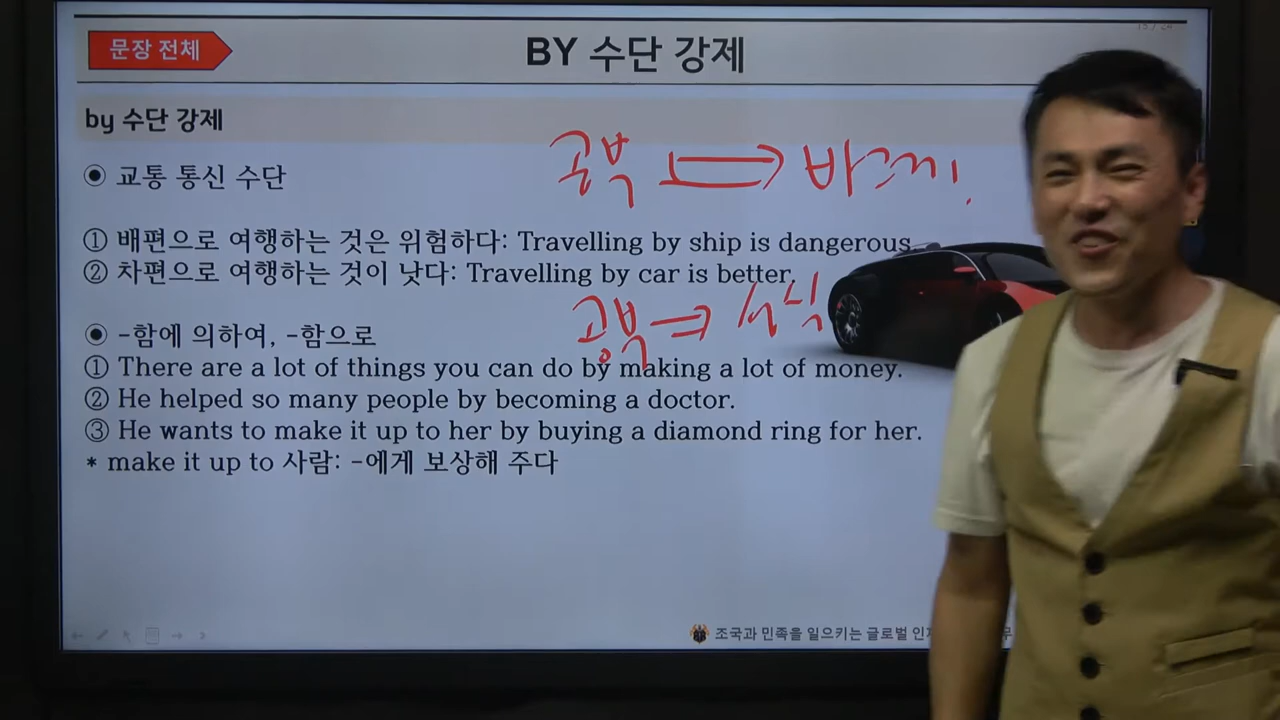 문장 전체
BY 수단 강제
by 수단 강제
공부 바로끼!
◉ 교통 통신 수단
① 배편으로 여행하는 것은 위험하다: Travelling by ship is dangerous.
② 차편으로 여행하는 것이 낫다: Travelling by car is better.
공부 서식
◉ -함에 의하여, -함으로
① There are a lot of things you can do by making a lot of money.
② He helped so many people by becoming a doctor.
③ He wants to make it up to her by buying a diamond ring for her.
* make it up to 사람: -에게 보상해 주다
조국과 민족을 일으키는 글로벌